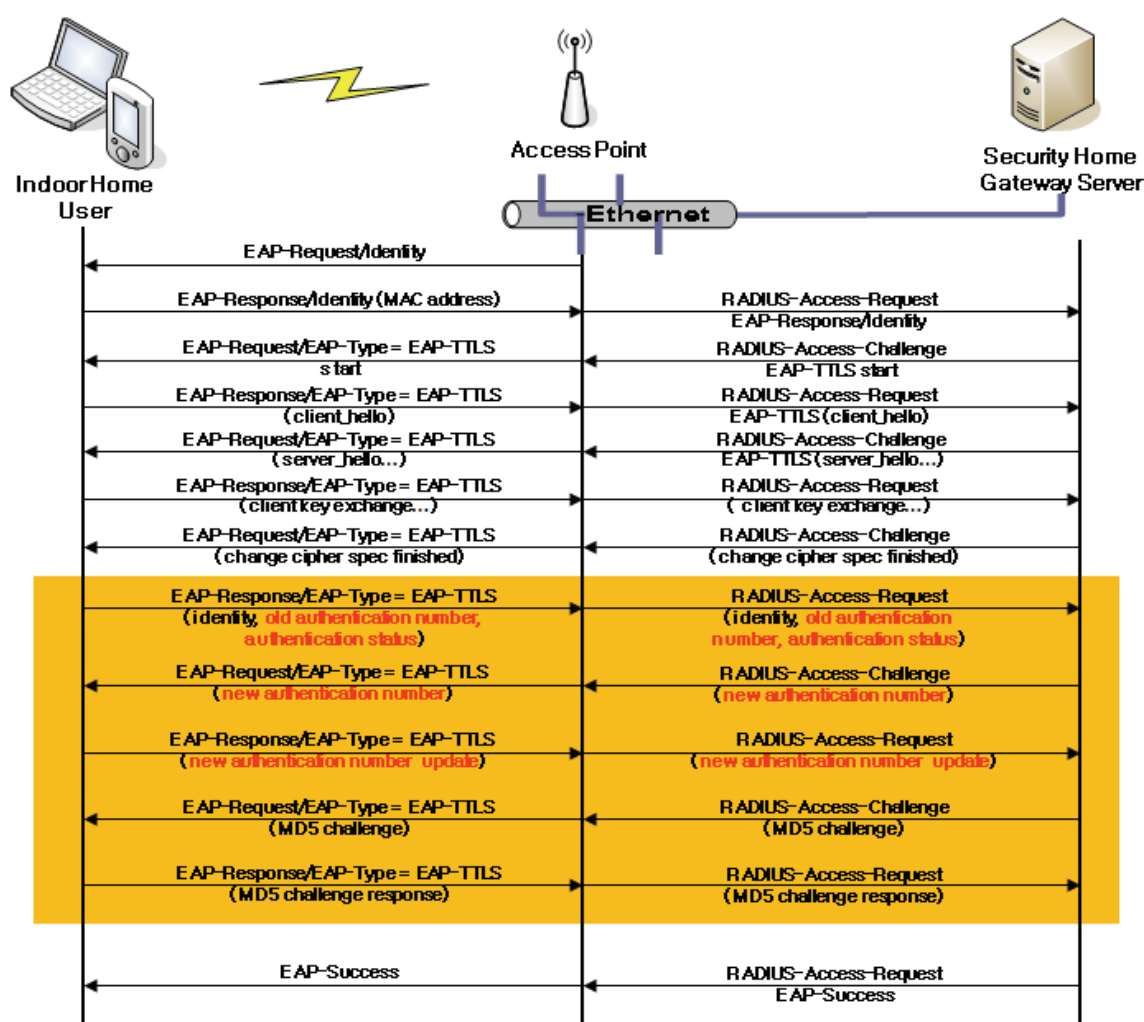 Access Point
Indoor Home
User
Security Home
Gateway Server
Ethernet
EAP-Request/Identity
EAP-Response/Identity (MAC address)
RADIUS-Access-Request
EAP-Response/Identity
EAP-Request/EAP-Type = EAP-TTLS
start
RADIUS-Access-Challenge
EAP-TTLS start
EAP-Response/EAP-Type = EAP-TTLS
(client_hello)
RADIUS-Access-Request
EAP-TTLS (client_hello)
EAP-Request/EAP-Type = EAP-TTLS
(server_hello...)
RADIUS-Access-Challenge
EAP-TTLS (server_hello...)
EAP-Response/EAP-Type = EAP-TTLS
(client key exchange...)
RADIUS-Access-Request
( client key exchange...)
EAP-Request/EAP-Type = EAP-TTLS
(change cipher spec finished)
RADIUS-Access-Challenge
(change cipher spec finished)
EAP-Response/EAP-Type = EAP-TTLS
(identity, old authentication number,
authentication status)
RADIUS-Access-Request
(identity, old authentication
number, authentication status)
EAP-Request/EAP-Type = EAP-TTLS
(new authentication number)
RADIUS-Access-Challenge
(new authentication number)
EAP-Response/EAP-Type = EAP-TTLS
(new authentication number update)
RADIUS-Access-Request
(new authentication number update)
EAP-Request/EAP-Type = EAP-TTLS
(MD5 challenge)
RADIUS-Access-Challenge
(MD5 challenge)
EAP-Response/EAP-Type = EAP-TTLS
(MD5 challenge response)
RADIUS-Access-Request
(MD5 challenge response)
EAP-Success
RADIUS-Access-Request
EAP-Success